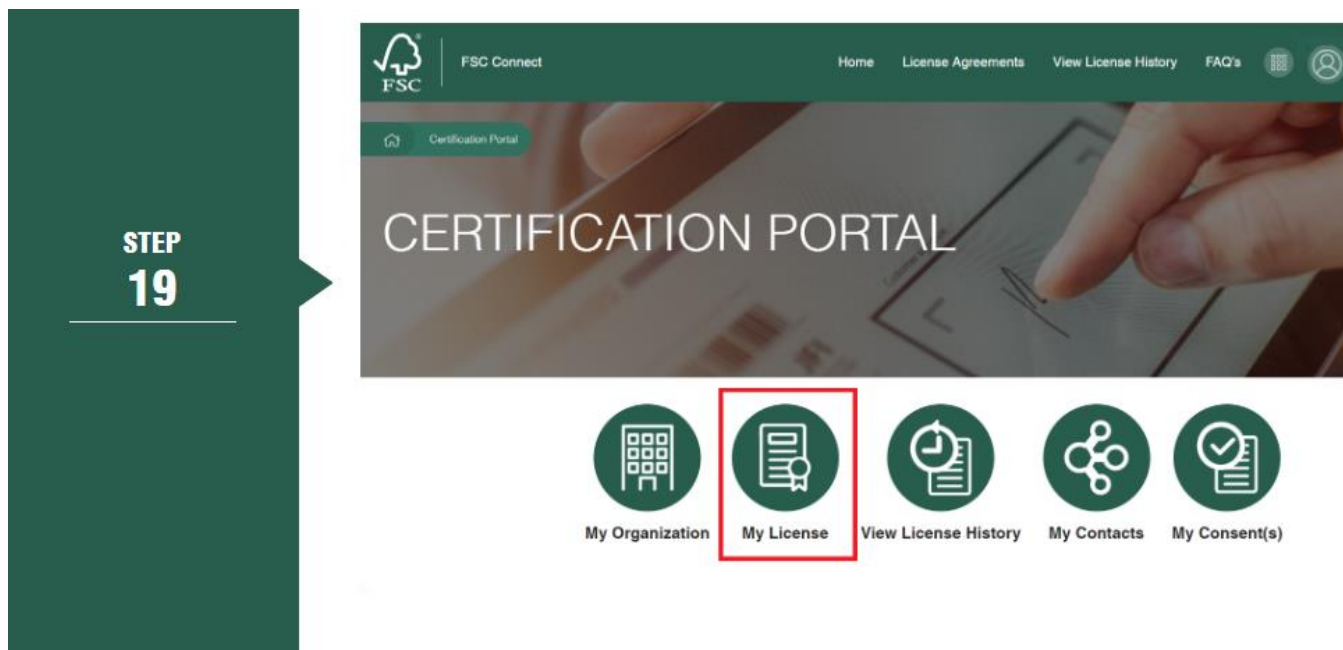 STEP
19
FSC
FSC Connect
Home
License Agreements
View License History
FAQ's
Certification Portal
CERTIFICATION PORTAL
My Organization
My License
View License History
My Contacts
My Consent(s)